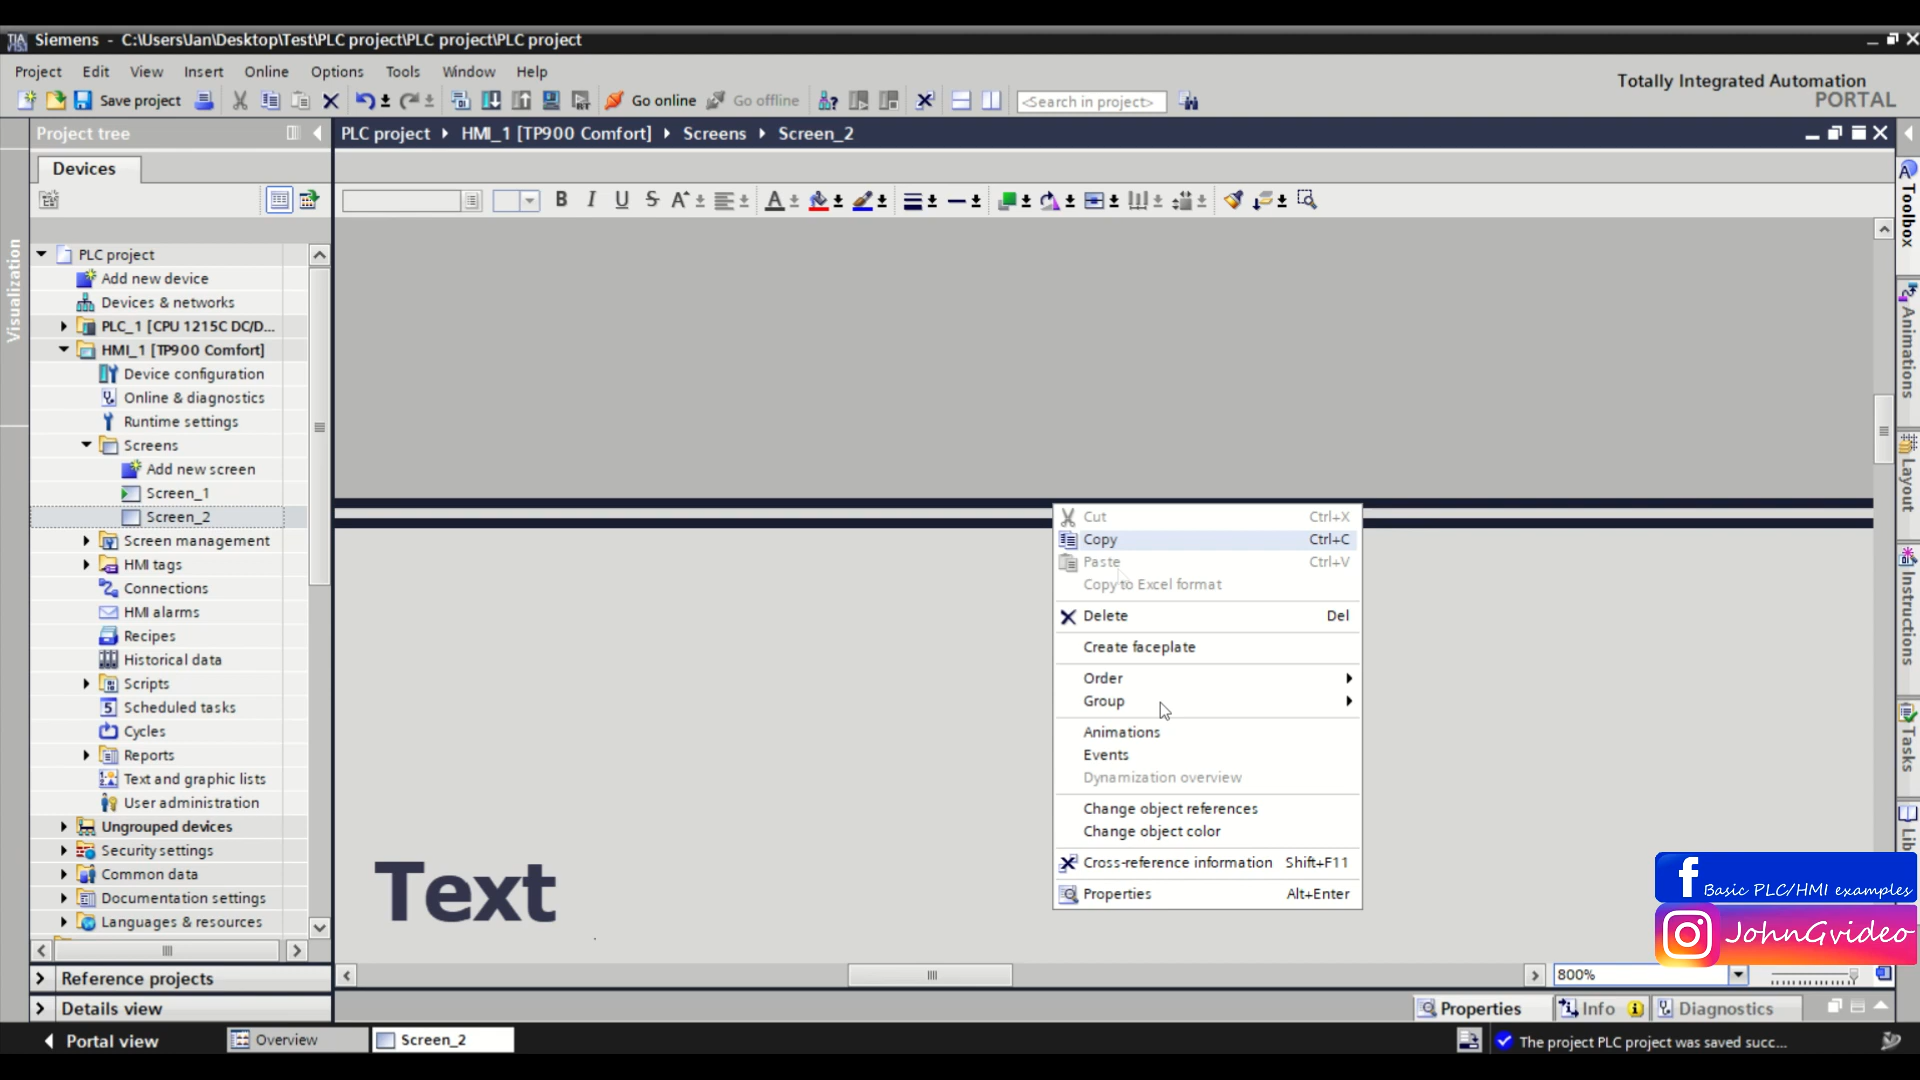 Siemens - C:\Users\Jan\Desktop\Test\PLC project\PLC project\PLC project
Project Edit View Insert Online Options Tools Window Help
Totally Integrated Automation
PORTAL
Save project Go online Go offline <Search in project>
Project tree
PLC project HMI_1 [TP900 Comfort] Screens Screen_2
Devices
B I U S A A
Visualization
PLC project
Add new device
Devices & networks
PLC_1 [CPU 1215C DC/D...
HMI_1 [TP900 Comfort]
Device configuration
Online & diagnostics
Runtime settings
Screens
Add new screen
Screen_1
Screen_2
Screen management
HMI tags
Connections
HMI alarms
Recipes
Historical data
Scripts
Scheduled tasks
Cycles
Reports
Text and graphic lists
User administration
Ungrouped devices
Security settings
Common data
Documentation settings
Languages & resources
Reference projects
Details view
Cut Ctrl+X
Copy Ctrl+C
Paste Ctrl+V
Copy to Excel format
Delete Del
Create faceplate
Order
Group
Animations
Events
Dynamization overview
Change object references
Change object color
Cross-reference information Shift+F11
Properties Alt+Enter
Text
Toolbox
Animations
Layout
Instructions
Tasks
Lib
f Basic PLC/HMI examples
JohnGvideo
800%
Properties Info Diagnostics
Portal view Overview Screen_2
The project PLC project was saved succ...